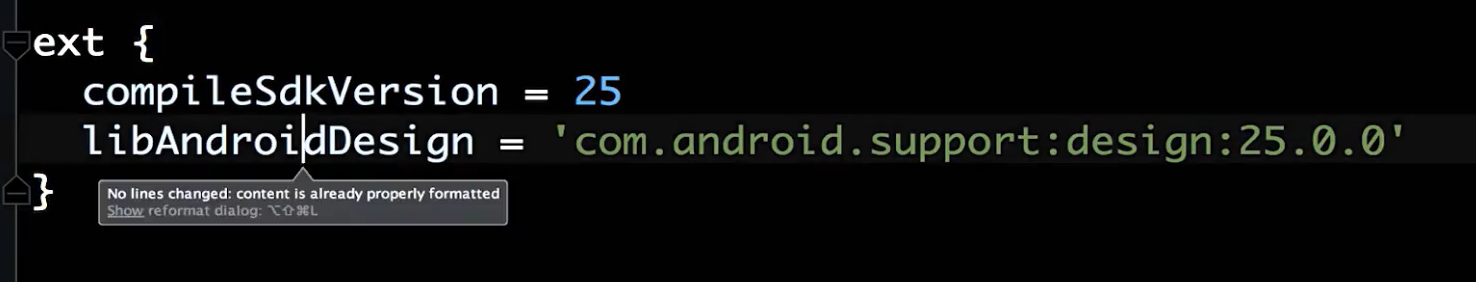 ext {
compileSdkVersion = 25
libAndroidDesign = 'com.android.support:design:25.0.0'
}
No lines changed: content is already properly formatted
Show reformat dialog: ⌥⇧⌘L